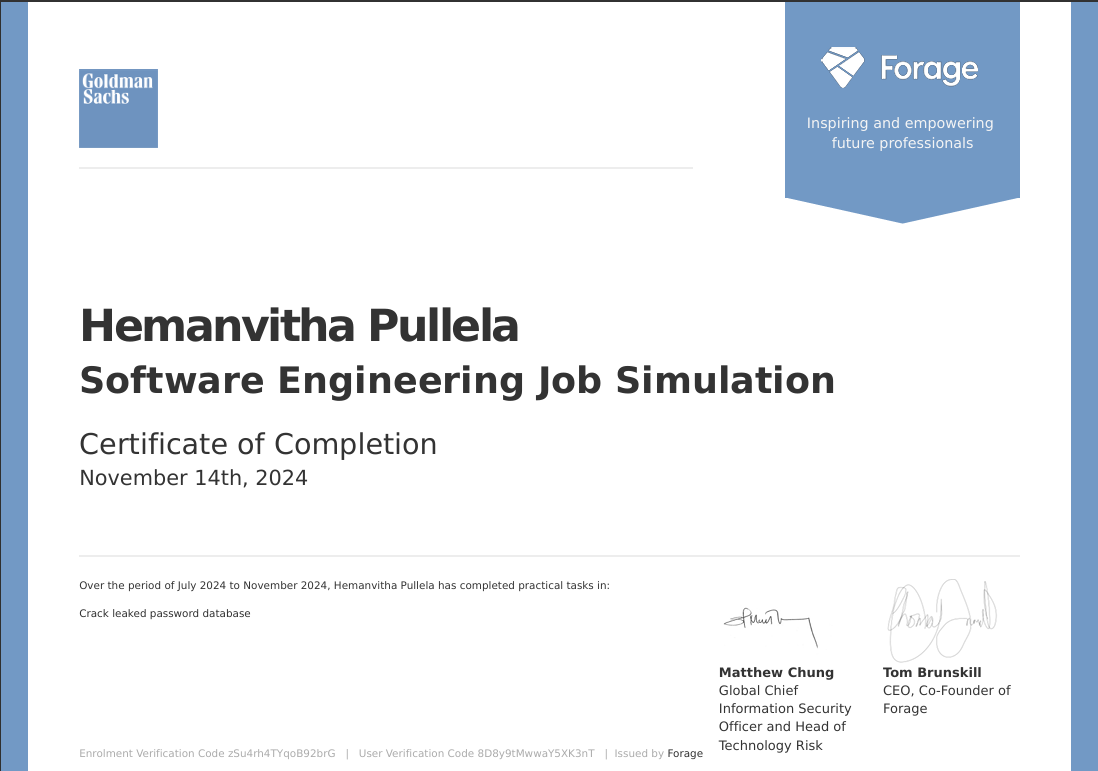 Goldman
Sachs
Forage
Inspiring and empowering
future professionals
Hemanvitha Pullela
Software Engineering Job Simulation
Certificate of Completion
November 14th, 2024
Over the period of July 2024 to November 2024, Hemanvitha Pullela has completed practical tasks in:
Crack leaked password database
Matthew Chung
Global Chief
Information Security
Officer and Head of
Technology Risk
Tom Brunskill
CEO, Co-Founder of
Forage
Enrolment Verification Code zSu4rh4TYqoB92brG | User Verification Code 8D8y9tMwwaY5XK3nT | Issued by Forage